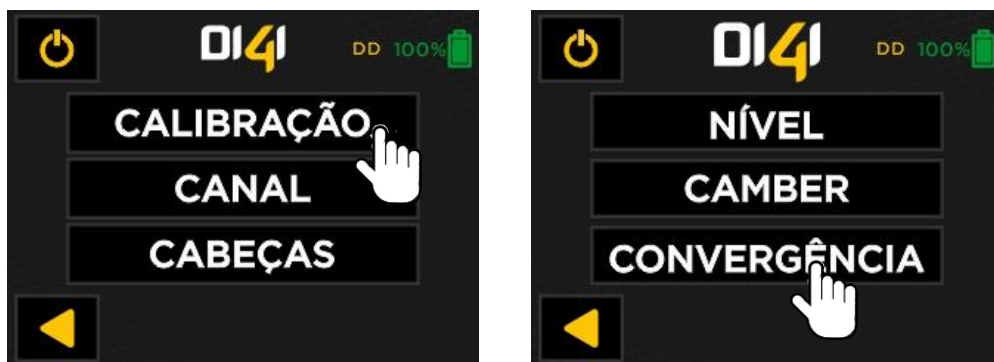 DI4I DD 100%
CALIBRAÇÃO
CANAL
CABEÇAS
DI4I DD 100%
NÍVEL
CAMBER
CONVERGÊNCIA